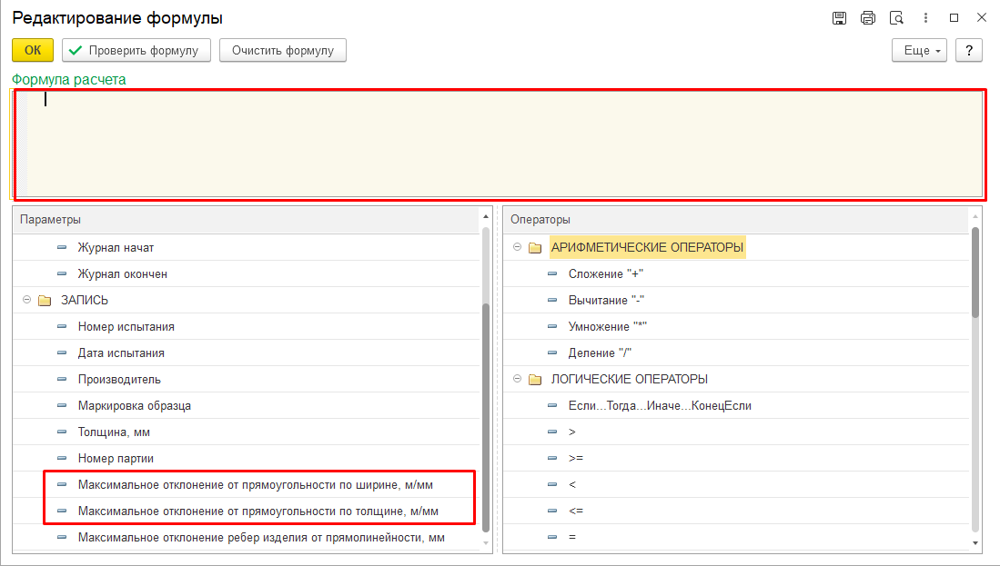 Редактирование формулы
ОК
Проверить формулу
Очистить формулу
Еще
?
Формула расчета
Параметры
Журнал начат
Журнал окончен
ЗАПИСЬ
Номер испытания
Дата испытания
Производитель
Маркировка образца
Толщина, мм
Номер партии
Максимальное отклонение от прямоугольности по ширине, м/мм
Максимальное отклонение от прямоугольности по толщине, м/мм
Максимальное отклонение ребер изделия от прямолинейности, мм
Операторы
АРИФМЕТИЧЕСКИЕ ОПЕРАТОРЫ
Сложение "+"
Вычитание "-"
Умножение "*"
Деление "/"
ЛОГИЧЕСКИЕ ОПЕРАТОРЫ
Если...Тогда...Иначе...КонецЕсли
>
>=
<
<=
=